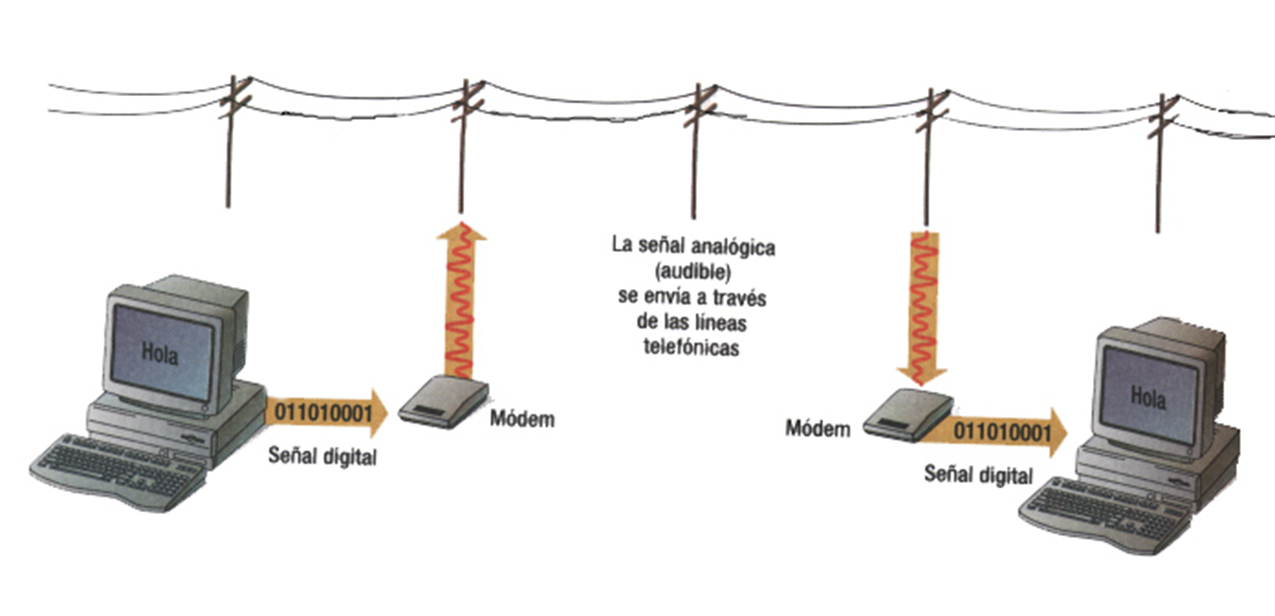 La señal analógica
(audible)
se envía a través
de las líneas
telefónicas
Hola
011010001
Señal digital
Módem
Módem
011010001
Señal digital
Hola